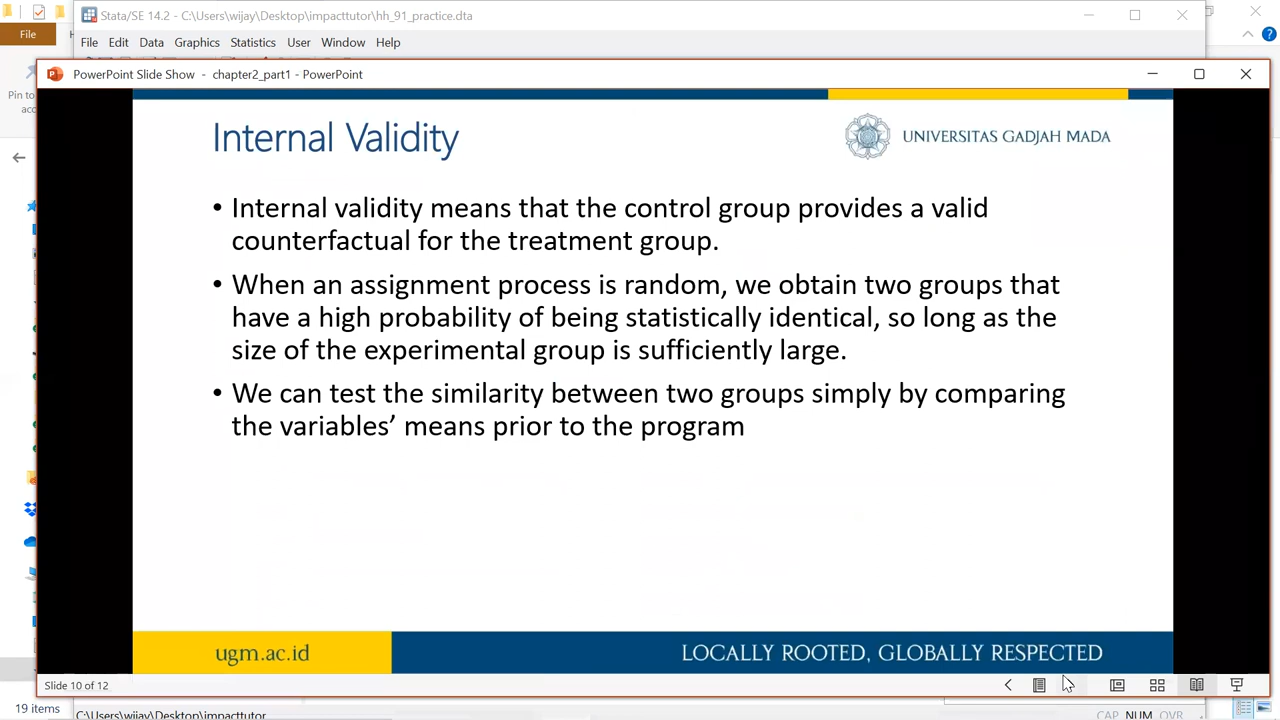 Stata/SE 14.2 - C:\Users\wijay\Desktop\impacttutor\hh_91_practice.dta
File
File Edit Data Graphics Statistics User Window Help
PowerPoint Slide Show - chapter2_part1 - PowerPoint
Pin to
Internal Validity
UNIVERSITAS GADJAH MADA
• Internal validity means that the control group provides a valid
counterfactual for the treatment group.
• When an assignment process is random, we obtain two groups that
have a high probability of being statistically identical, so long as the
size of the experimental group is sufficiently large.
• We can test the similarity between two groups simply by comparing
the variables’ means prior to the program
ugm.ac.id
LOCALLY ROOTED, GLOBALLY RESPECTED
Slide 10 of 12
19 items
C:\Users\wijay\Desktop\impacttutor
CAP NUM OVR